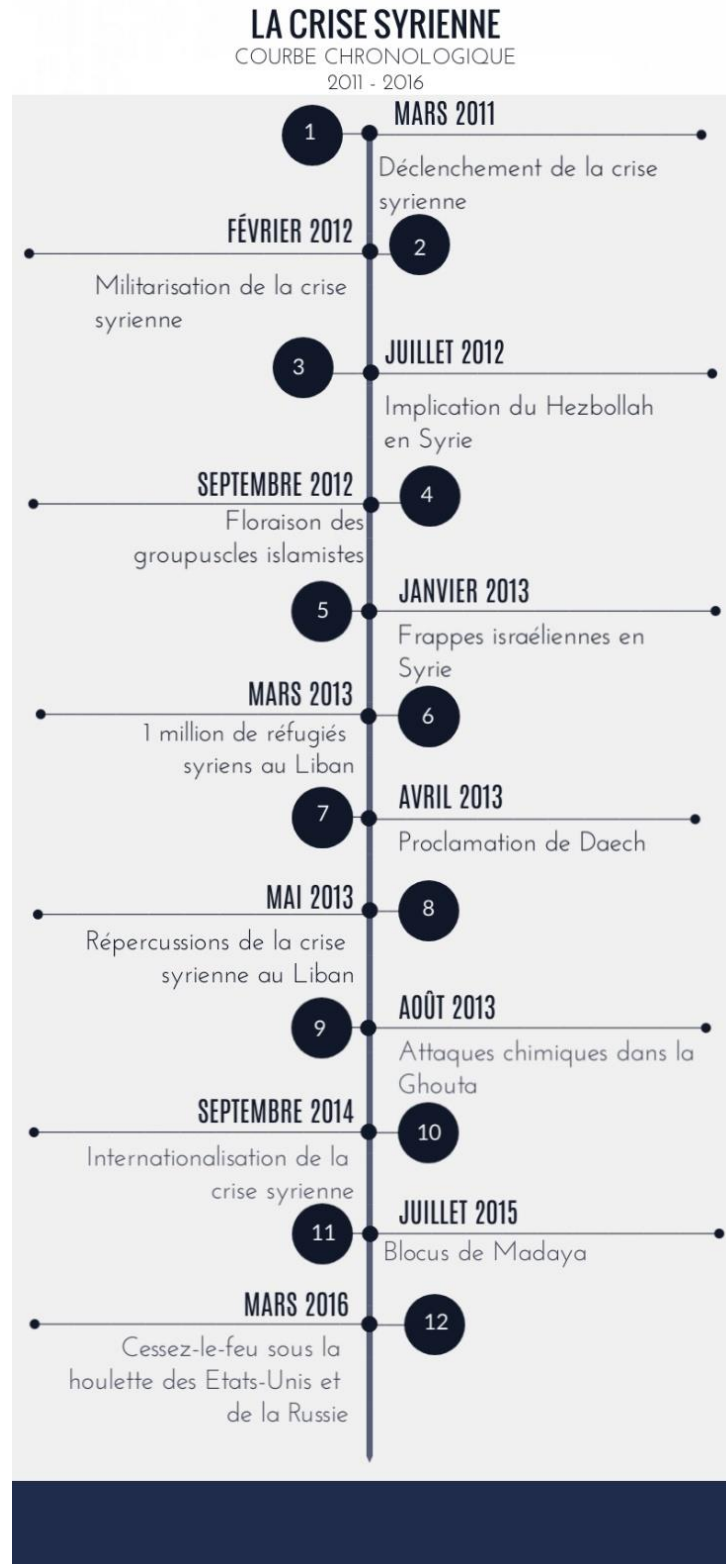 LA CRISE SYRIENNE
COURBE CHRONOLOGIQUE
2011 - 2016
1
MARS 2011
Déclenchement de la crise
syrienne
FÉVRIER 2012
2
Militarisation de la crise
syrienne
3
JUILLET 2012
Implication du Hezbollah
en Syrie
SEPTEMBRE 2012
4
Floraison des
groupuscles islamistes
5
JANVIER 2013
Frappes israéliennes en
Syrie
MARS 2013
6
1 million de réfugiés
syriens au Liban
7
AVRIL 2013
Proclamation de Daech
MAI 2013
8
Répercussions de la crise
syrienne au Liban
9
AOÛT 2013
Attaques chimiques dans la
Ghouta
SEPTEMBRE 2014
10
Internationalisation de la
crise syrienne
11
JUILLET 2015
Blocus de Madaya
MARS 2016
12
Cessez-le-feu sous la
houlette des Etats-Unis et
de la Russie